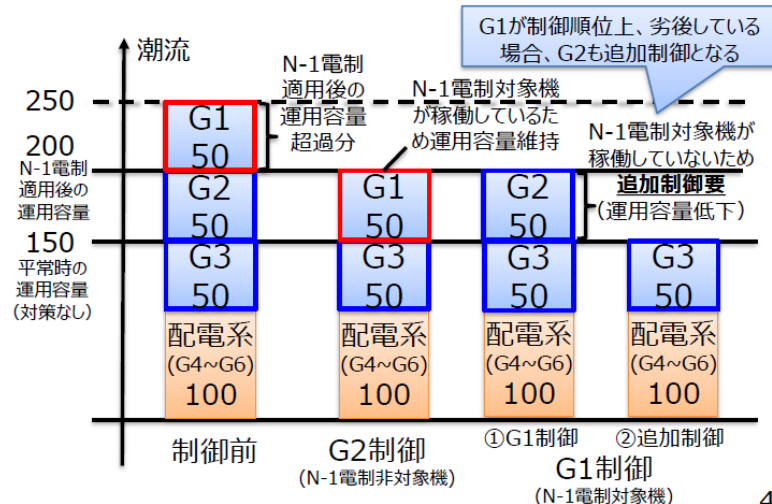 G1が制御順位上、劣後している
場合、G2も追加制御となる
潮流
N-1電制
適用後の
運用容量
超過分
N-1電制対象機
が稼働しているた
め運用容量維持
N-1電制対象機が
稼働していないため
追加制御要
(運用容量低下)
250
200
N-1電制
適用後の
運用容量
150
平常時の
運用容量
(対策なし)
G1
50
G2
50
G3
50
配電系
(G4~G6)
100
制御前
G1
50
G3
50
配電系
(G4~G6)
100
G2制御
(N-1電制非対象機)
G2
50
G3
50
配電系
(G4~G6)
100
①G1制御
G3
50
配電系
(G4~G6)
100
②追加制御
G1制御
(N-1電制対象機)